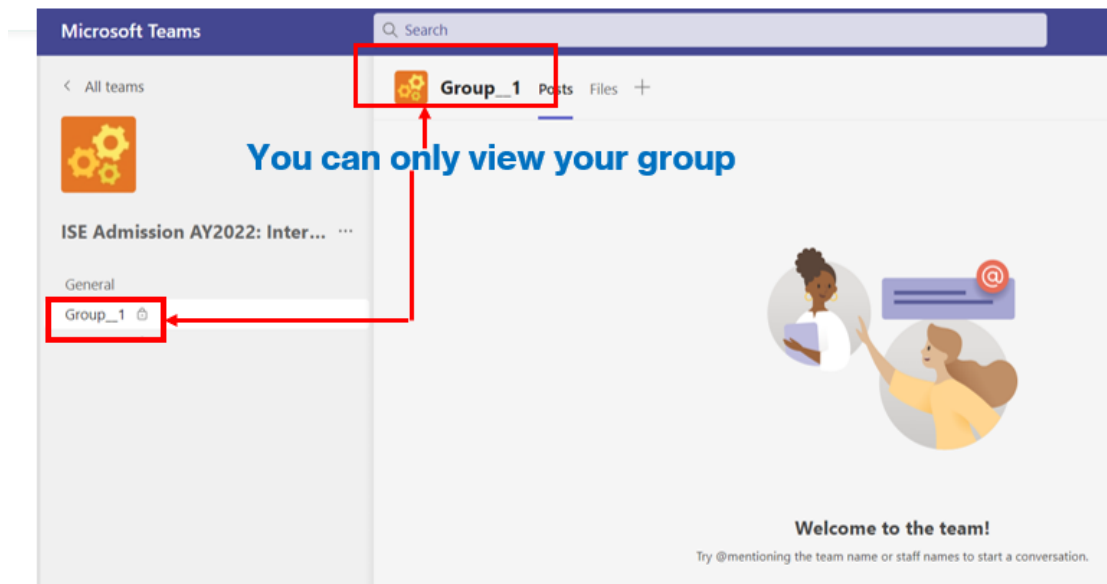 Microsoft Teams
Search
All teams
Group__1 Posts Files
You can only view your group
ISE Admission AY2022: Inter... ...
General
Group__1
@
Welcome to the team!
Try @mentioning the team name or staff names to start a conversation.